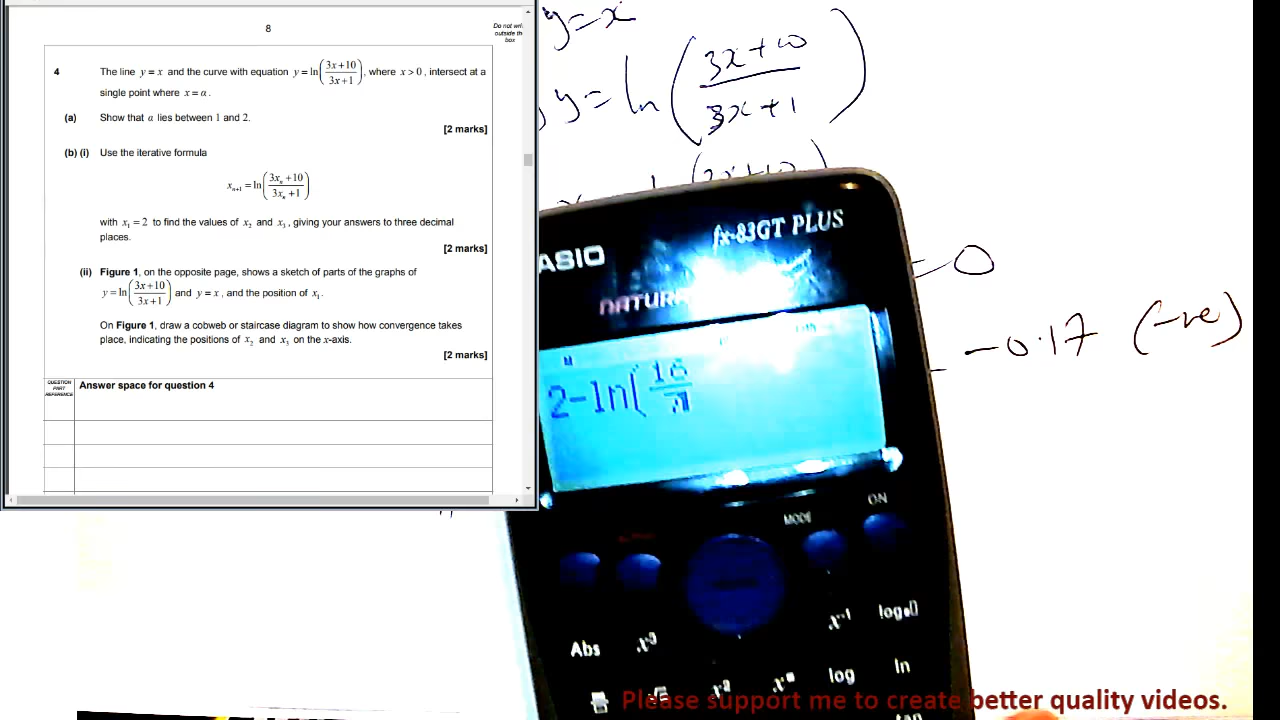 8
Do not write
outside the
box
4 The line y = x and the curve with equation y = ln((3x+10)/(3x+1)), where x > 0, intersect at a
single point where x = α.
(a) Show that α lies between 1 and 2.
[2 marks]
(b) (i) Use the iterative formula
xₙ₊₁ = ln((3xₙ+10)/(3xₙ+1))
with x₁ = 2 to find the values of x₂ and x₃, giving your answers to three decimal
places.
[2 marks]
(ii) Figure 1, on the opposite page, shows a sketch of parts of the graphs of
y = ln((3x+10)/(3x+1)) and y = x, and the position of x₁.
On Figure 1, draw a cobweb or staircase diagram to show how convergence takes
place, indicating the positions of x₂ and x₃ on the x-axis.
[2 marks]
QUESTION
PART
REFERENCE
Answer space for question 4
y = x
y = ln((3x+10)/(3x+1))
= 0
-0.17 (-ve)
ASIO
fx-83GT PLUS
NATURA
2-ln(16/
MODE
ON
Abs
x³
x⁻¹
log
x²
log
ln
tan
Please support me to create better quality videos.